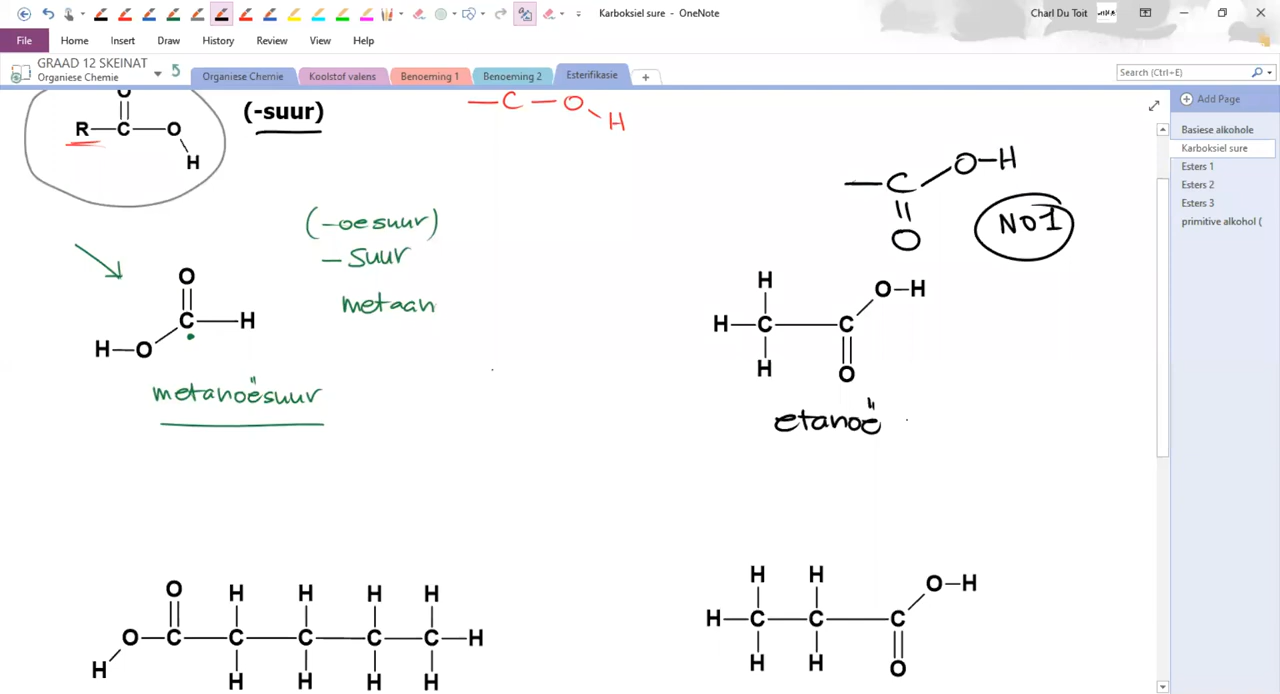 Karboksiel sure - OneNote
Charl Du Toit
File Home Insert Draw History Review View Help
GRAAD 12 SKEINAT
Organiese Chemie
Organiese Chemie Koolstof valens Benoeming 1 Benoeming 2 Esterifikasie +
Search (Ctrl+E)
Add Page
Basiese alkohole
Karboksiel sure
Esters 1
Esters 2
Esters 3
primitive alkohol (
O
R C O
H
(-suur)
C O
H
C O-H
O
NO1
(-oesuur)
- suur
metaan
O
C H
H O
metanoësuur
H O-H
H C C
H O
etanoë
O H H H H
O C C C C C H
H H H H H
H H O-H
H C C C
H H O